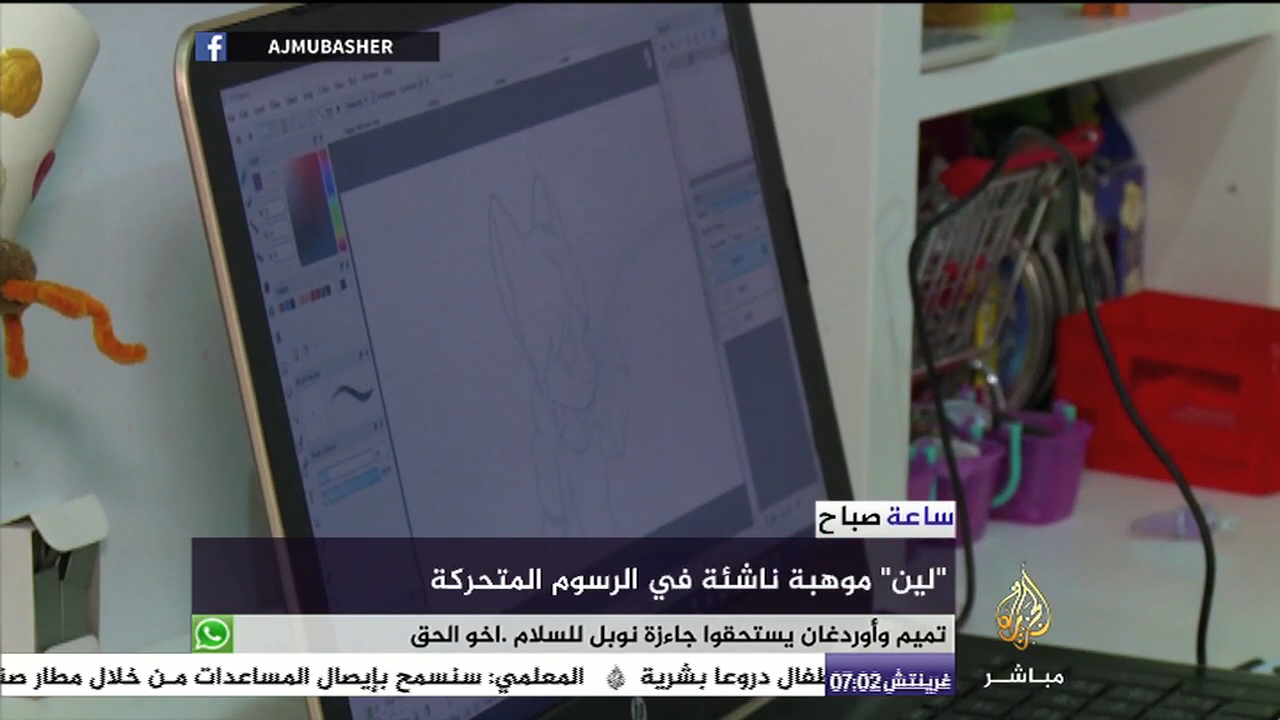 AJMUBASHER
ساعة صباح
"لين" موهبة ناشئة في الرسوم المتحركة
تميم وأوردغان يستحقوا جاءزة نوبل للسلام .اخو الحق
غرينتش 07:02
طفال دروعا بشرية المعلمي: سنسمح بإيصال المساعدات من خلال مطار
مباشر